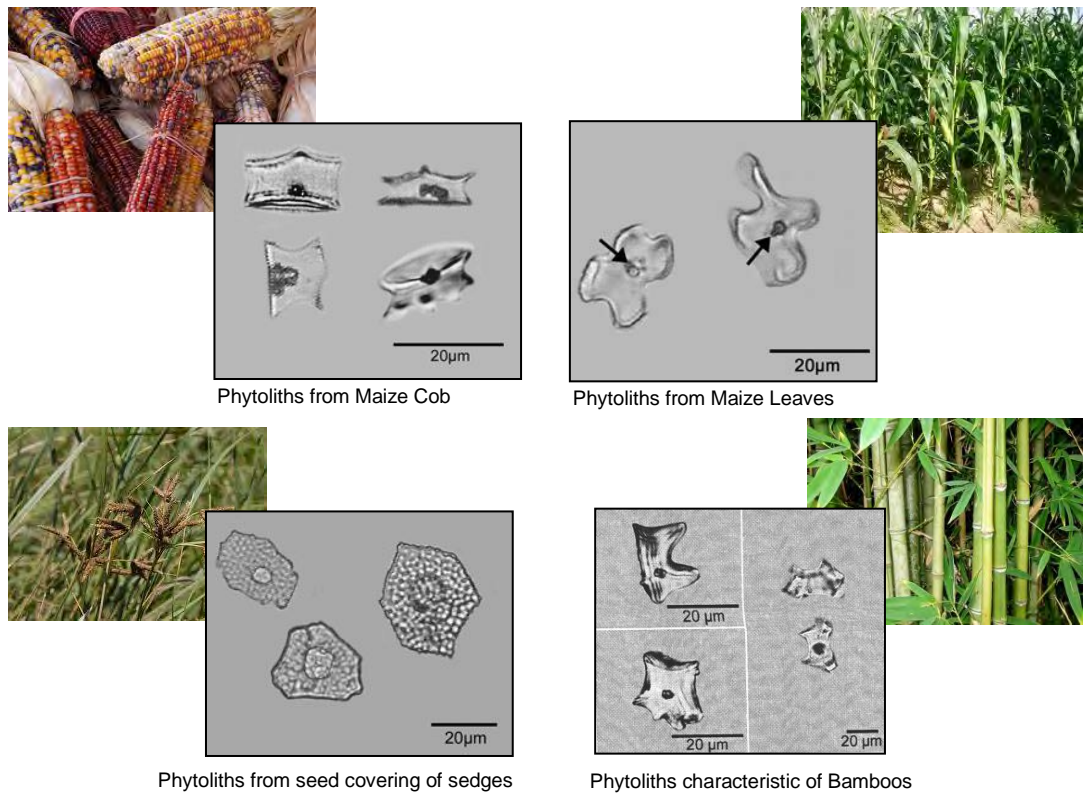 20µm
20µm
Phytoliths from Maize Cob
Phytoliths from Maize Leaves
20 µm
20µm
20 µm
20 µm
Phytoliths from seed covering of sedges
Phytoliths characteristic of Bamboos